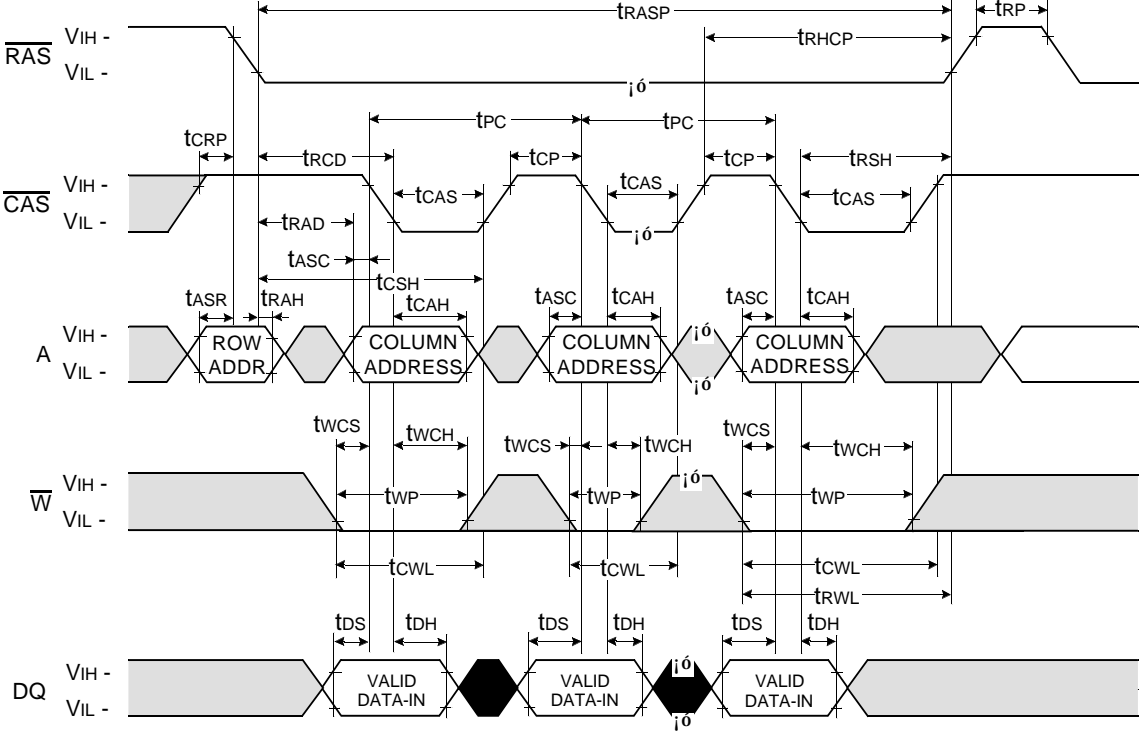 tRASP tRP
VIH -
RAS
VIL -
tRHCP
¡ó
tPC tPC
tCRP tRCD tCP tCP tRSH
VIH -
CAS
VIL -
tCAS tCAS tCAS
tRAD
¡ó
tASC tCSH
tASR tRAH tCAH tASC tCAH tASC tCAH
VIH -
A
VIL -
ROW ADDR.
COLUMN ADDRESS
COLUMN ADDRESS
¡ó
¡ó
COLUMN ADDRESS
tWCS tWCH tWCS tWCH tWCS tWCH
VIH -
W
VIL -
¡ó
tWP tWP tWP
tCWL tCWL tCWL
tRWL
tDS tDH tDS tDH tDS tDH
VIH -
DQ
VIL -
VALID DATA-IN
VALID DATA-IN
¡ó
¡ó
VALID DATA-IN